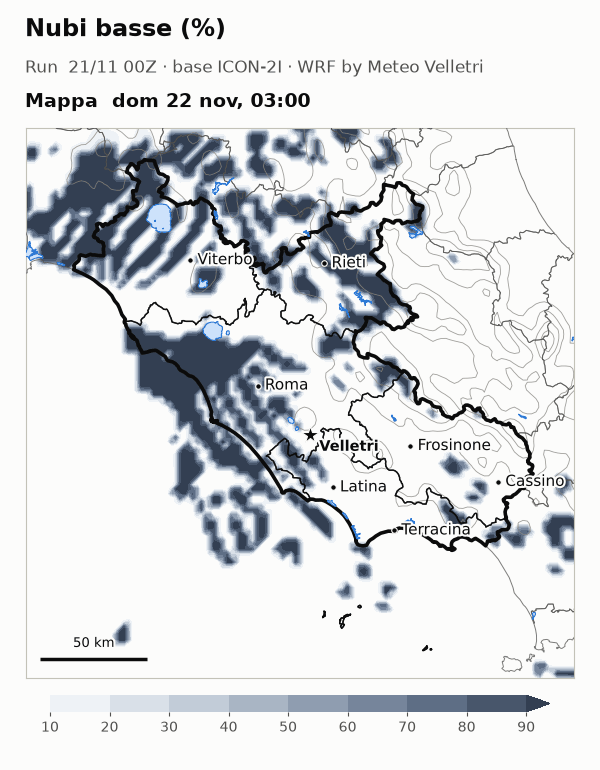 Nubi basse (%)
Run  21/11 00Z · base ICON-2I · WRF by Meteo Velletri
Mappa  dom 22 nov, 03:00
Viterbo
Rieti
Roma
Velletri
Frosinone
Cassino
Latina
Terracina
50 km
10 20 30 40 50 60 70 80 90